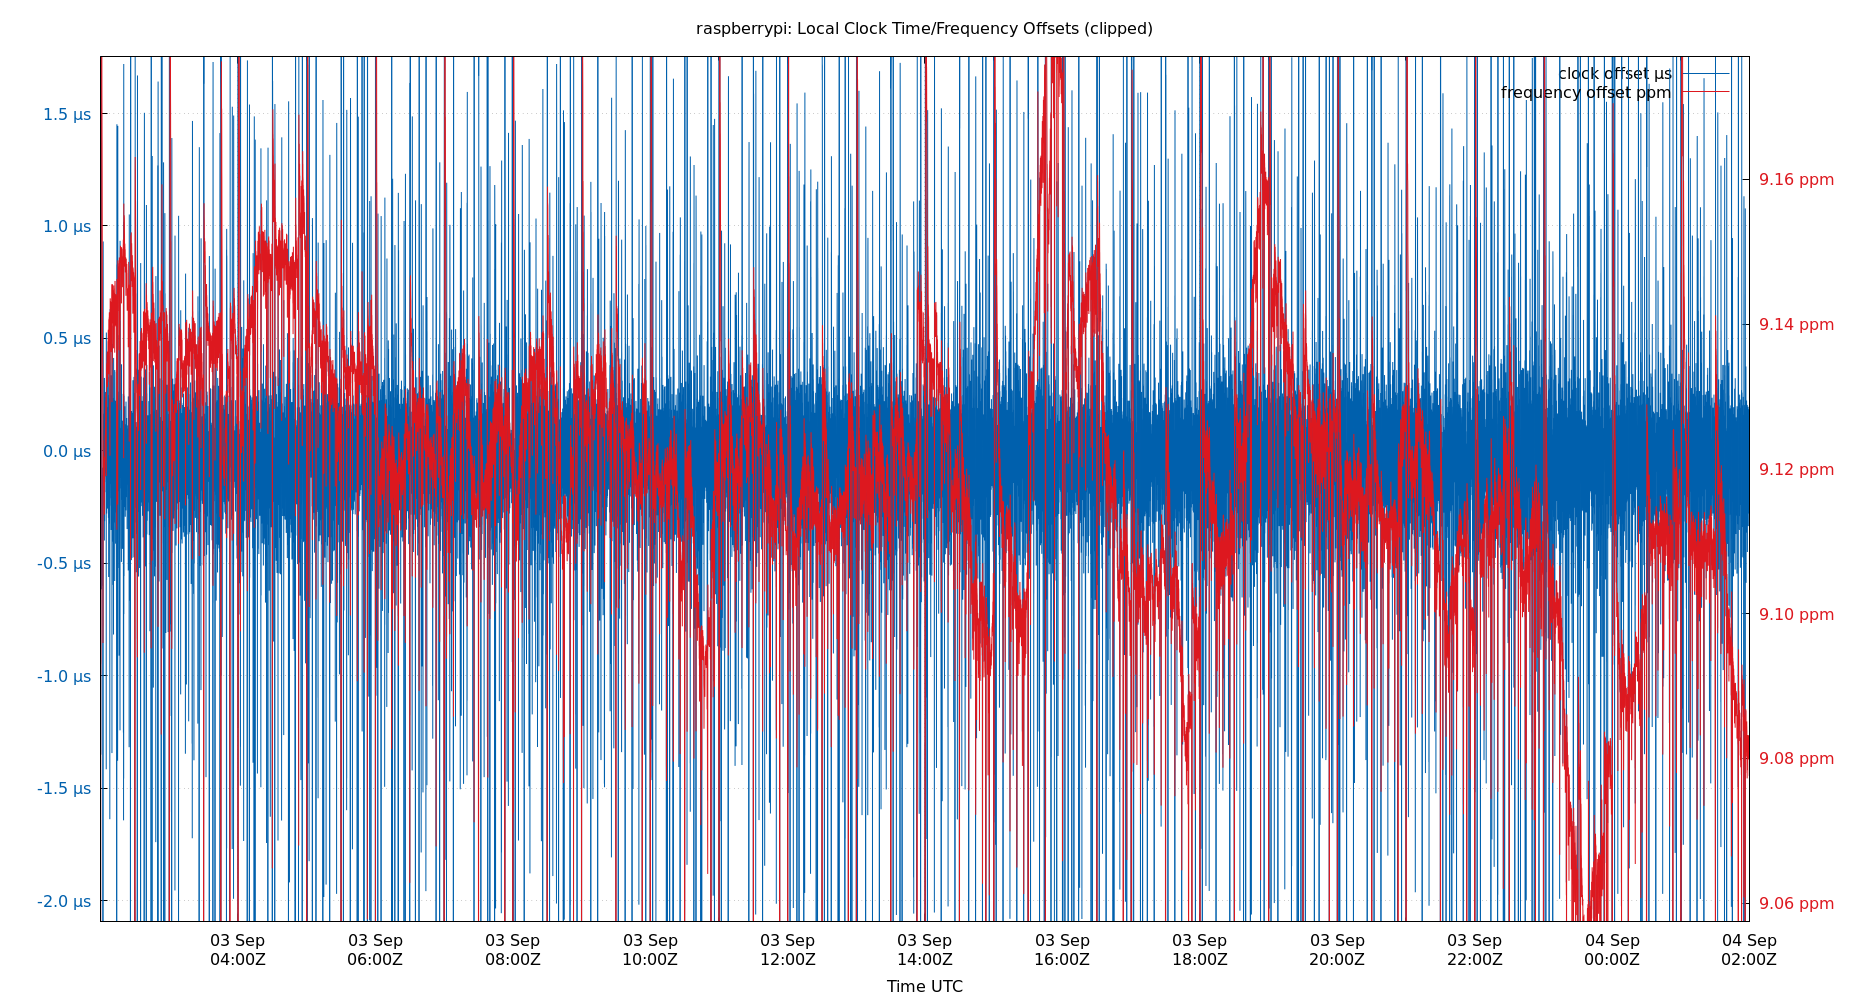 raspberrypi: Local Clock Time/Frequency Offsets (clipped)
clock offset µs
frequency offset ppm
1.5 µs
1.0 µs
0.5 µs
0.0 µs
-0.5 µs
-1.0 µs
-1.5 µs
-2.0 µs
9.16 ppm
9.14 ppm
9.12 ppm
9.10 ppm
9.08 ppm
9.06 ppm
03 Sep 03 Sep 03 Sep 03 Sep 03 Sep 03 Sep 03 Sep 03 Sep 03 Sep 03 Sep 04 Sep 04 Sep
04:00Z 06:00Z 08:00Z 10:00Z 12:00Z 14:00Z 16:00Z 18:00Z 20:00Z 22:00Z 00:00Z 02:00Z
Time UTC